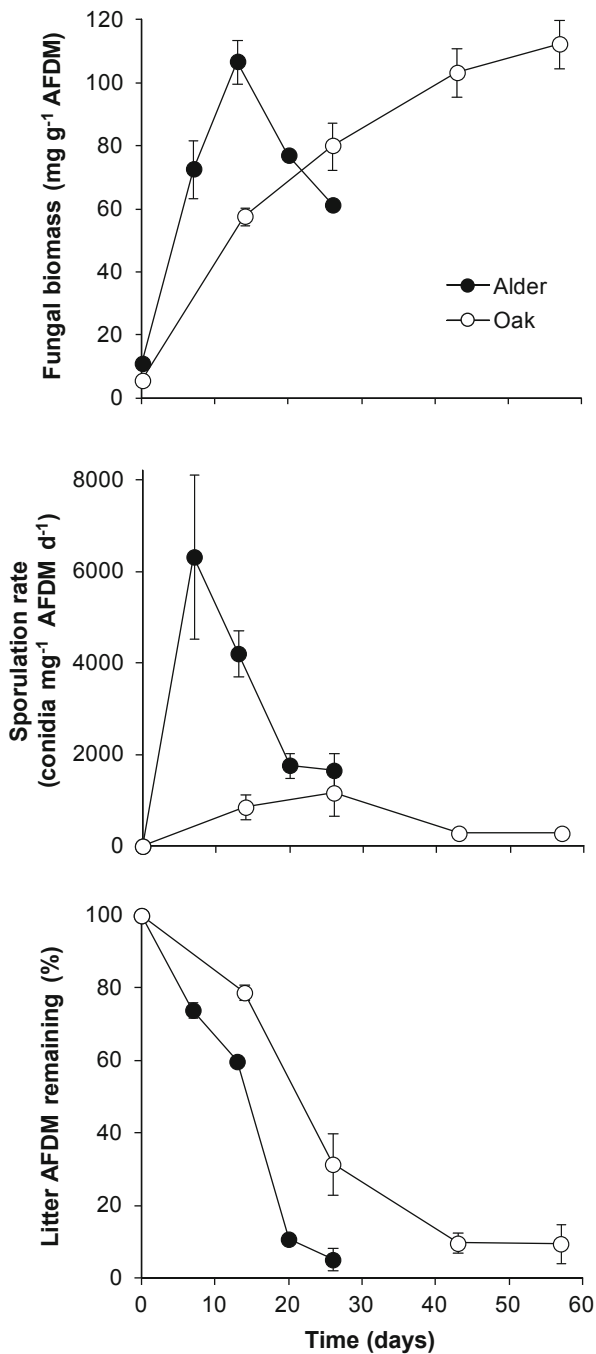 120
100
80
60
40
20
0
Fungal biomass (mg g⁻¹ AFDM)
Alder
Oak
8000
6000
4000
2000
0
Sporulation rate
(conidia mg⁻¹ AFDM d⁻¹)
100
80
60
40
20
0
Litter AFDM remaining (%)
0 10 20 30 40 50 60
Time (days)